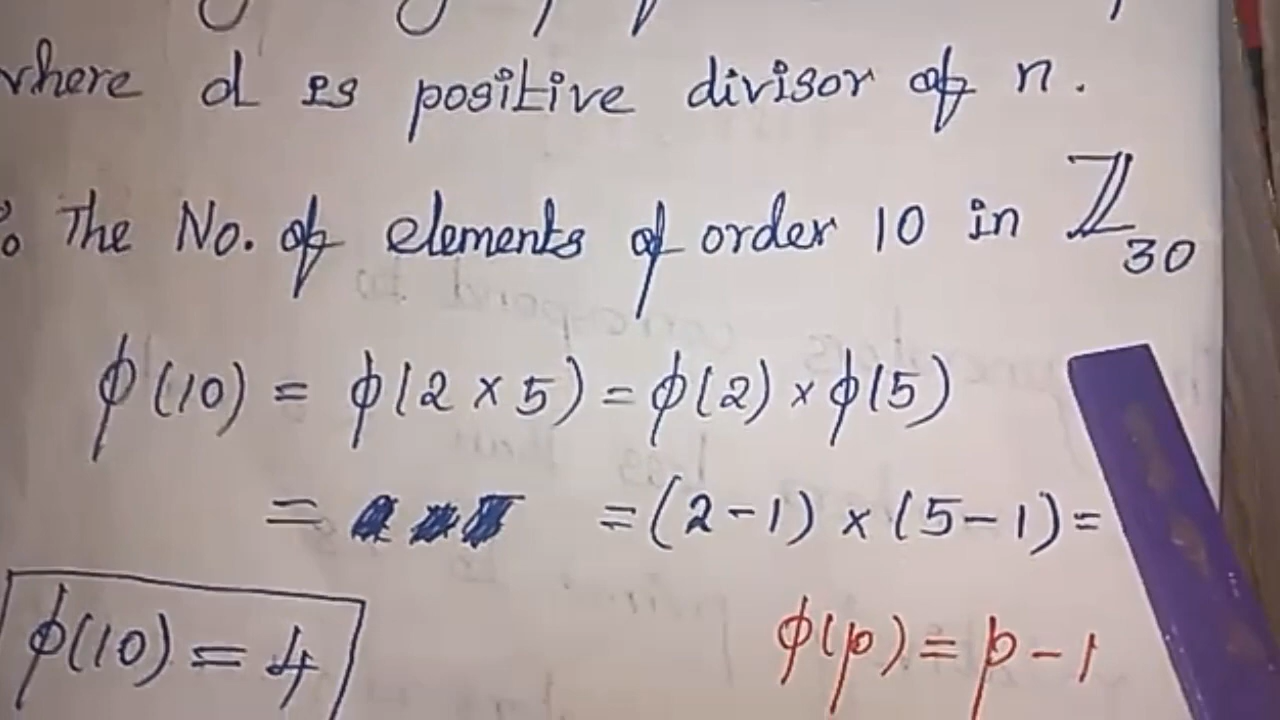 where d is positive divisor of n.
: The No. of elements of order 10 in ℤ₃₀
ϕ(10) = ϕ(2 × 5) = ϕ(2) × ϕ(5)
= = (2-1) × (5-1) =
ϕ(10) = 4
ϕ(p) = p - 1